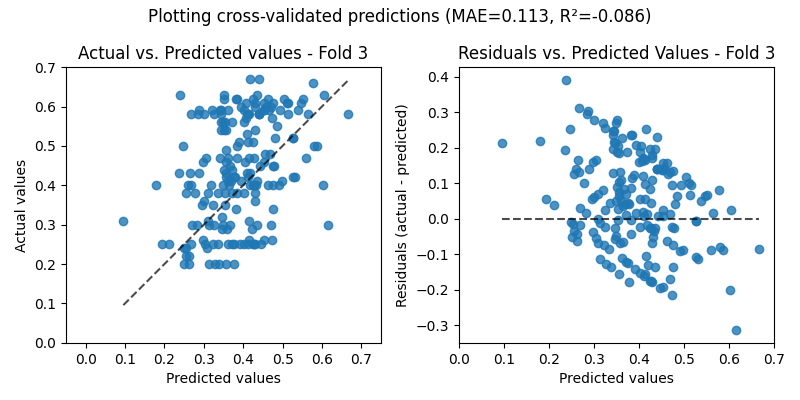 Plotting cross-validated predictions (MAE=0.113, R²=-0.086)
Actual vs. Predicted values - Fold 3
Actual values
0.7
0.6
0.5
0.4
0.3
0.2
0.1
0.0
0.0 0.1 0.2 0.3 0.4 0.5 0.6 0.7
Predicted values
Residuals vs. Predicted Values - Fold 3
Residuals (actual - predicted)
0.4
0.3
0.2
0.1
0.0
−0.1
−0.2
−0.3
0.0 0.1 0.2 0.3 0.4 0.5 0.6 0.7
Predicted values